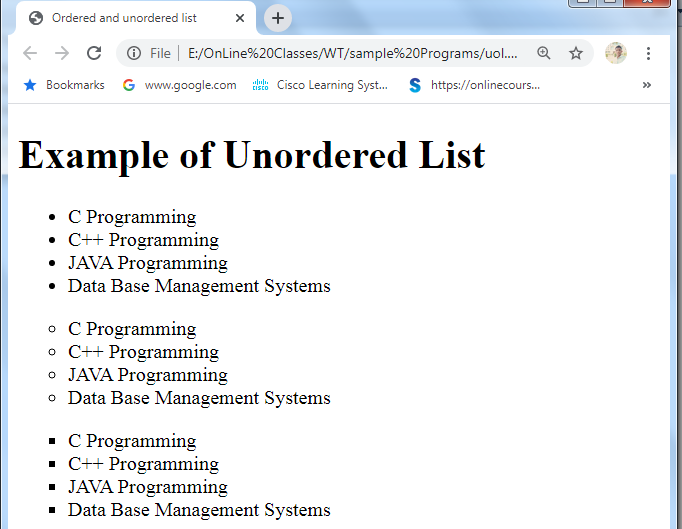 Ordered and unordered list
File
E:/OnLine%20Classes/WT/sample%20Programs/uol....
Bookmarks
www.google.com
CISCO
Cisco Learning Syst...
https://onlinecours...
Example of Unordered List
C Programming
C++ Programming
JAVA Programming
Data Base Management Systems
C Programming
C++ Programming
JAVA Programming
Data Base Management Systems
C Programming
C++ Programming
JAVA Programming
Data Base Management Systems